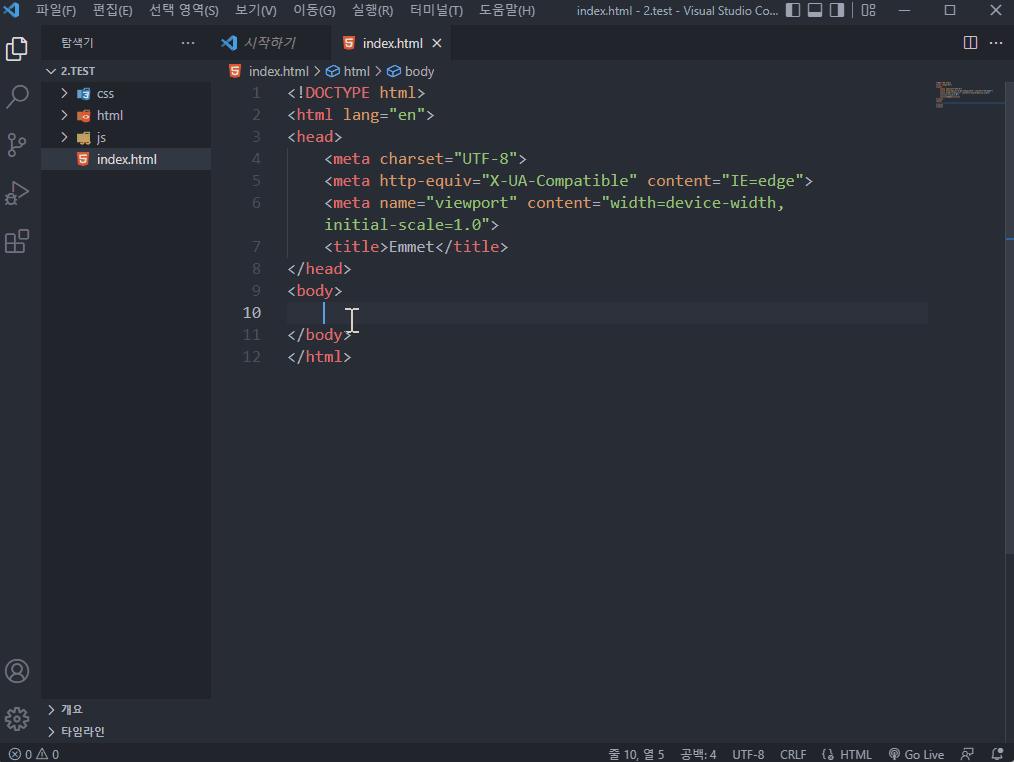 파일(F) 편집(E) 선택 영역(S) 보기(V) 이동(G) 실행(R) 터미널(T) 도움말(H) index.html - 2.test - Visual Studio Co...
탐색기 ···
시작하기 index.html
2.TEST
css
html
js
index.html
index.html > html > body
1 <!DOCTYPE html>
2 <html lang="en">
3 <head>
4 <meta charset="UTF-8">
5 <meta http-equiv="X-UA-Compatible" content="IE=edge">
6 <meta name="viewport" content="width=device-width,
initial-scale=1.0">
7 <title>Emmet</title>
8 </head>
9 <body>
10
11 </body>
12 </html>
개요
타임라인
0 0 줄 10, 열 5 공백: 4 UTF-8 CRLF {} HTML Go Live